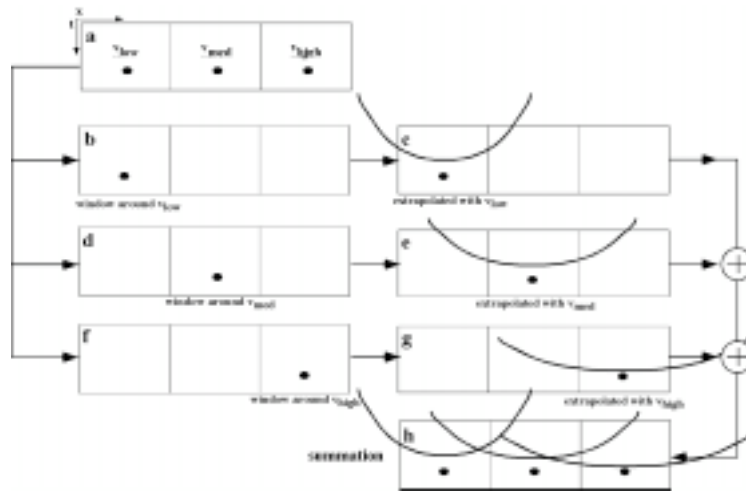 x
t
a
v_low v_med v_high
b
c
window around v_low
extrapolated with v_low
d
e
window around v_med
extrapolated with v_med
f
g
window around v_high
extrapolated with v_high
h
summation